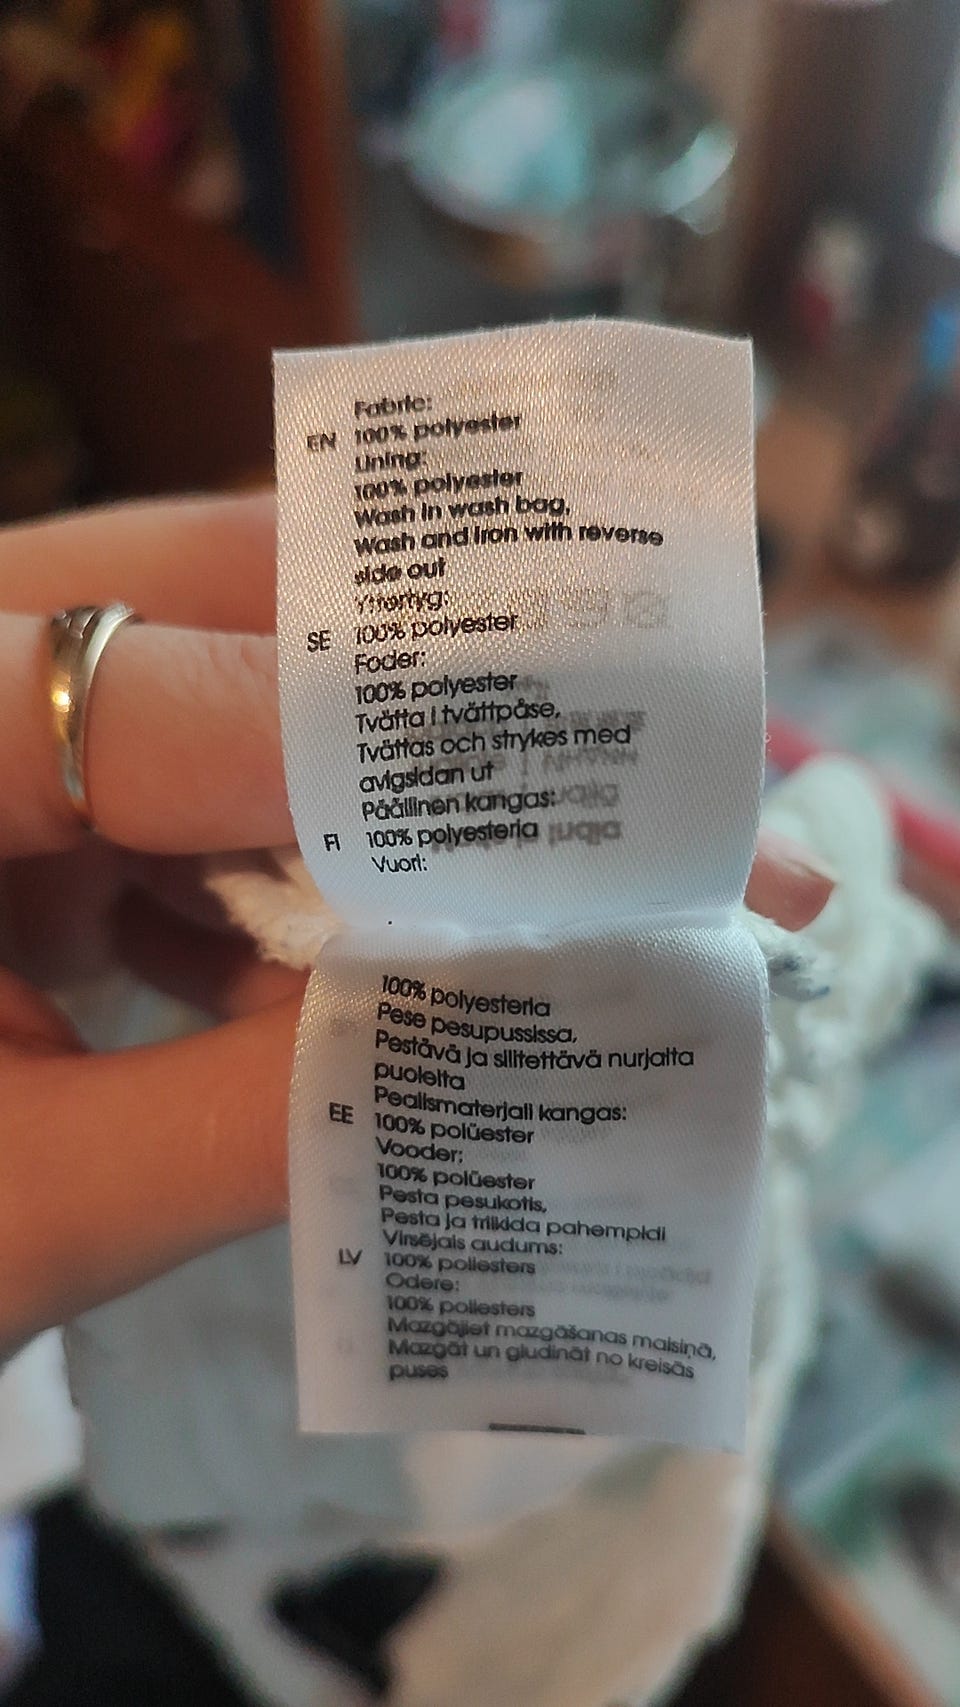 Fabric:
EN 100% polyester
Lining:
100% polyester
Wash in wash bag,
Wash and iron with reverse
side out
Yttertyg:
SE 100% polyester
Foder:
100% polyester
Tvätta i tvättpåse,
Tvättas och strykes med
avigsidan ut
Päällinen kangas:
FI 100% polyesteria
Vuori:
100% polyesteria
Pese pesupussissa,
Pestävä ja silitettävä nurjalta
puolelta
Pealismaterjali kangas:
EE 100% polüester
Vooder:
100% polüester
Pesta pesukotis,
Pesta ja triikida pahempidi
Virsējais audums:
LV 100% poliesters
Odere:
100% poliesters
Mazgājiet mazgāšanas maisiņā,
Mazgāt un gludināt no kreisās
puses